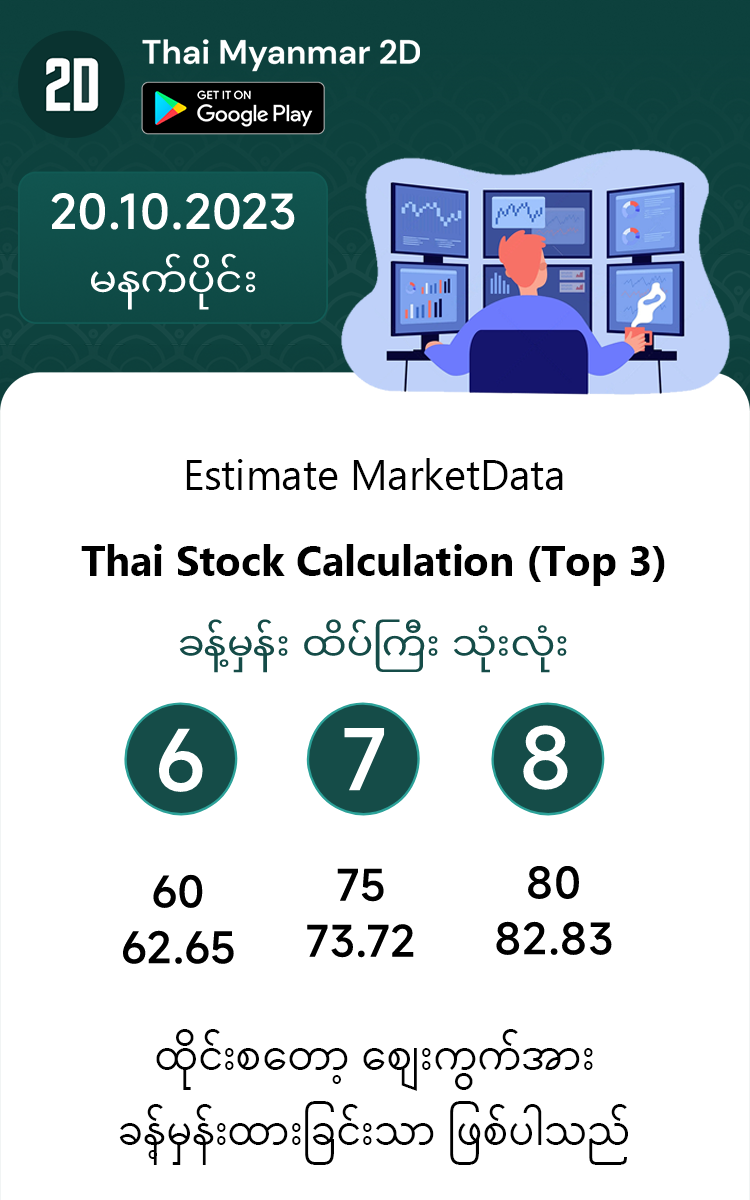 2D
Thai Myanmar 2D
GET IT ON
Google Play
20.10.2023
မနက်ပိုင်း
Estimate MarketData
Thai Stock Calculation (Top 3)
ခန့်မှန်း ထိပ်ကြီး သုံးလုံး
6 7 8
60 75 80
62.65 73.72 82.83
ထိုင်းစတော့ ဈေးကွက်အား
ခန့်မှန်းထားခြင်းသာ ဖြစ်ပါသည်